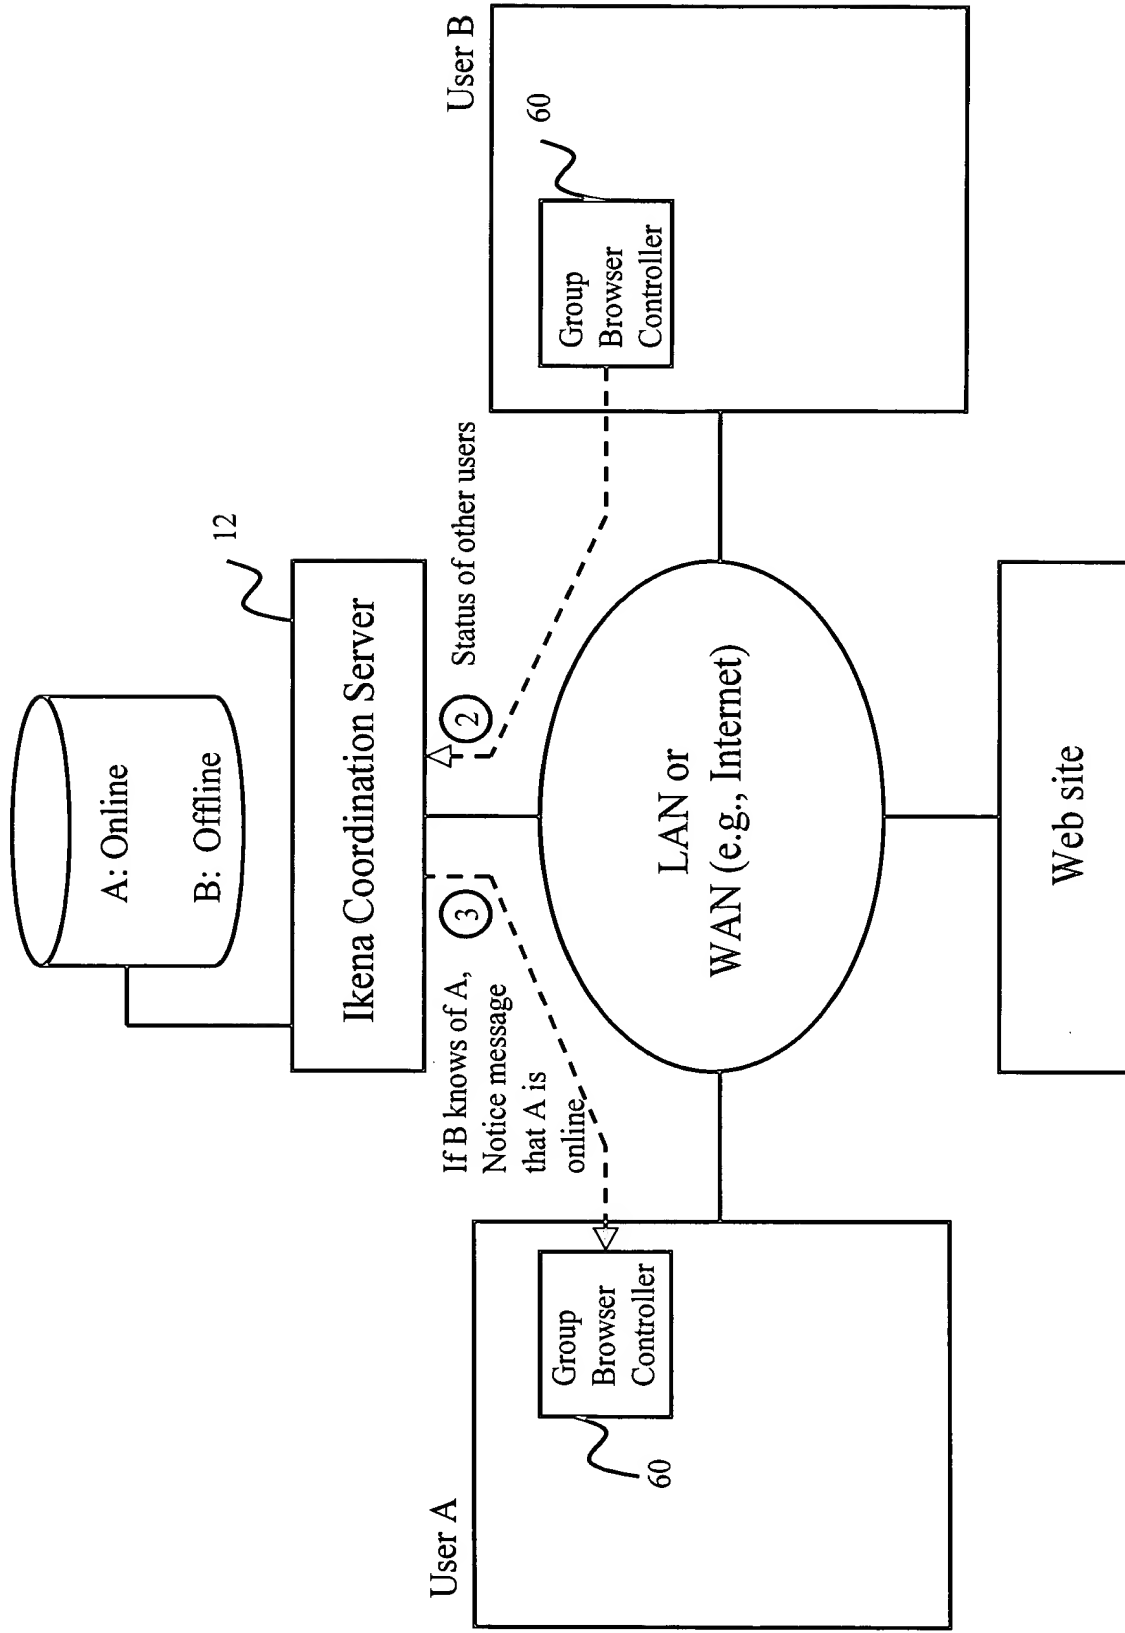 A: Online
B: Offline
12
Ikena Coordination Server
User A
If B knows of A,
Notice message
that A is
online
3
2
Status of other users
User B
60
Group
Browser
Controller
60
Group
Browser
Controller
LAN or
WAN (e.g., Internet)
Web site